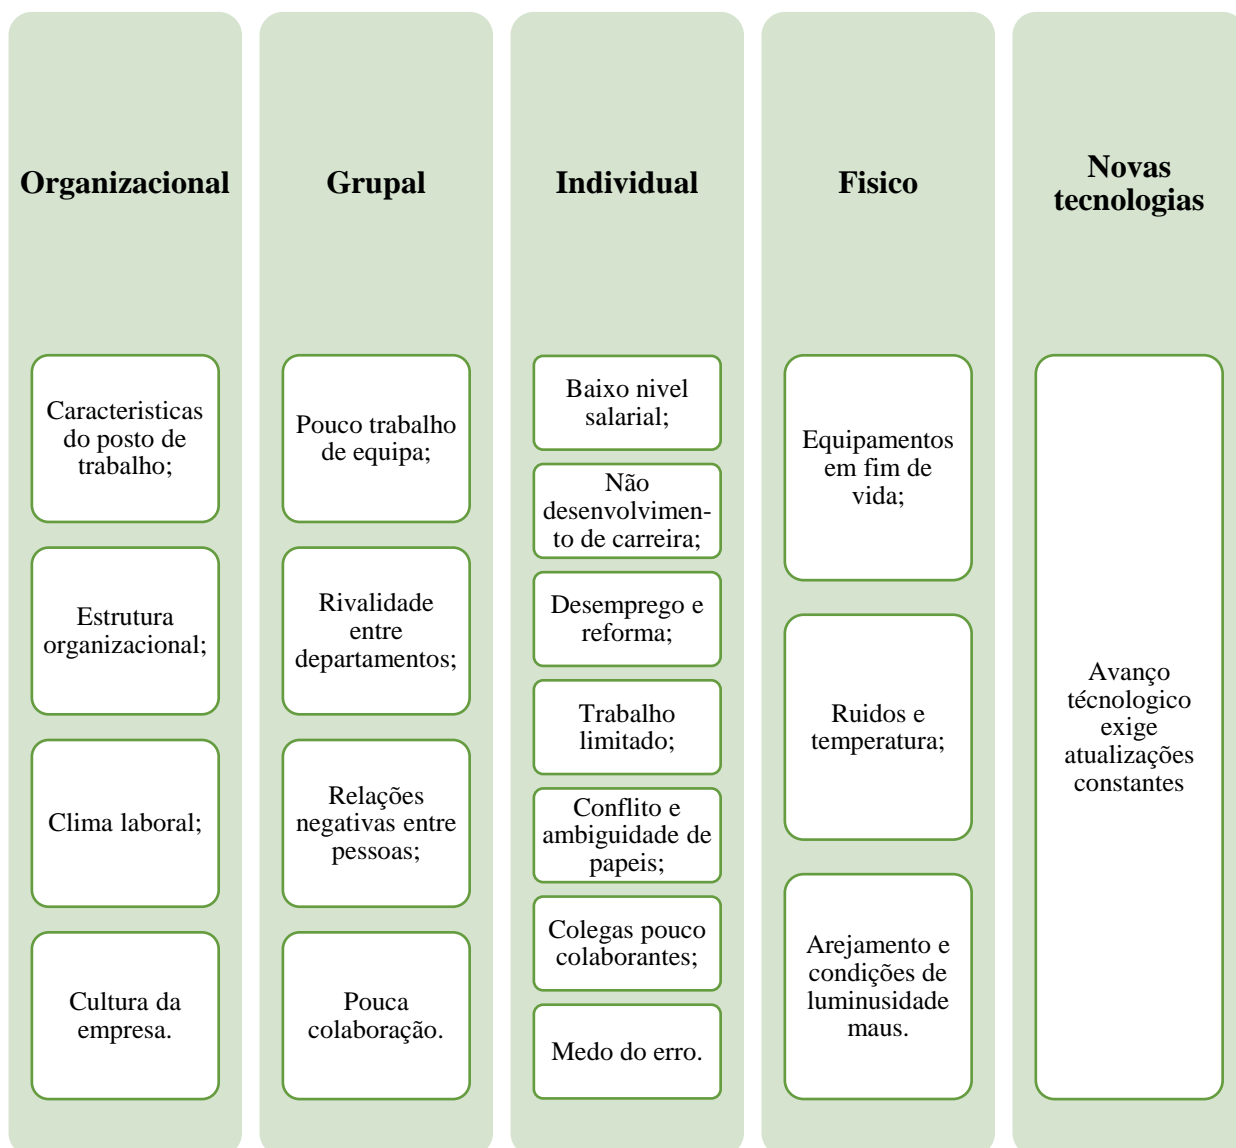 Organizacional
Caracteristicas
do posto de
trabalho;
Estrutura
organizacional;
Clima laboral;
Cultura da
empresa.
Grupal
Pouco trabalho
de equipa;
Rivalidade
entre
departamentos;
Relações
negativas entre
pessoas;
Pouca
colaboração.
Individual
Baixo nivel
salarial;
Não
desenvolvimen-
to de carreira;
Desemprego e
reforma;
Trabalho
limitado;
Conflito e
ambiguidade de
papeis;
Colegas pouco
colaborantes;
Medo do erro.
Fisico
Equipamentos
em fim de
vida;
Ruidos e
temperatura;
Arejamento e
condições de
luminusidade
maus.
Novas
tecnologias
Avanço
técnologico
exige
atualizações
constantes